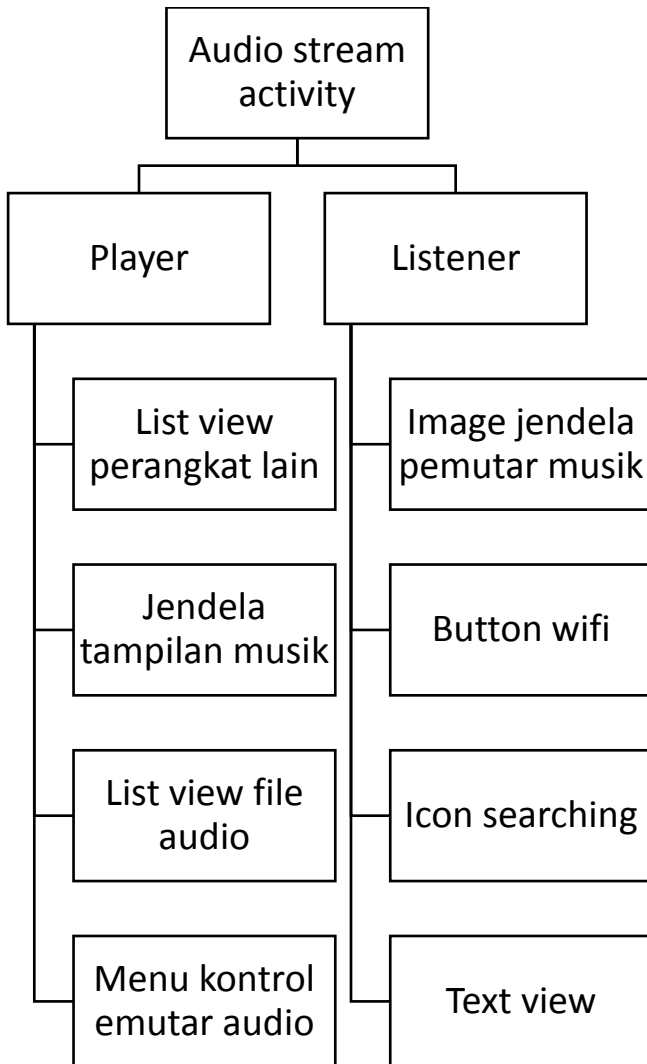 Audio stream
activity
Player
Listener
List view
perangkat lain
Image jendela
pemutar musik
Jendela
tampilan musik
Button wifi
List view file
audio
Icon searching
Menu kontrol
emutar audio
Text view